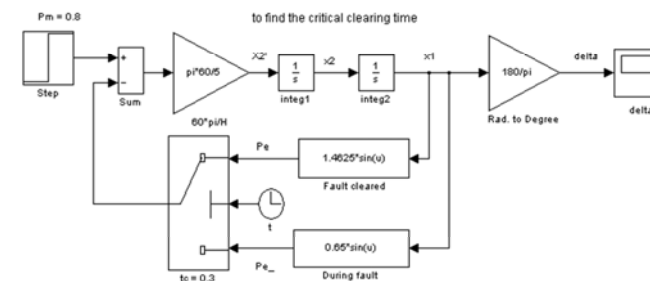 Pm = 0.8
to find the critical clearing time
Step
+
−
Sum
pi*60/5
60*pi/H
X2'
1
s
integ1
x2
1
s
integ2
x1
180/pi
Rad. to Degree
delta
delta
Pe
1.4625*sin(u)
Fault cleared
t
Pe_
0.65*sin(u)
During fault
tc = 0.3